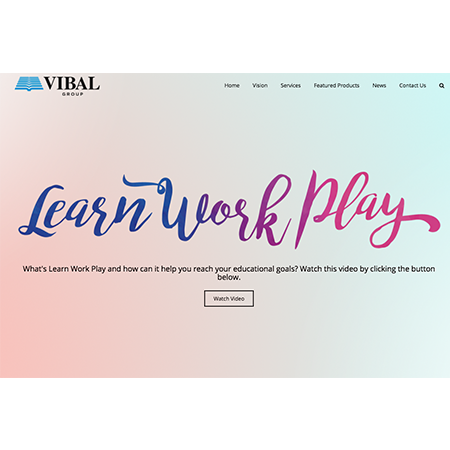 VIBAL
GROUP
Home Vision Services Featured Products News Contact Us
Learn Work Play
What's Learn Work Play and how can it help you reach your educational goals? Watch this video by clicking the button
below.
Watch Video